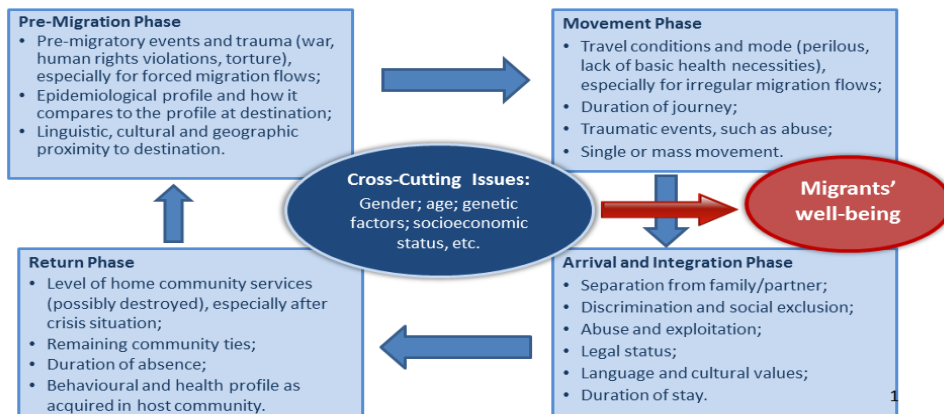 Pre-Migration Phase
• Pre-migratory events and trauma (war,
human rights violations, torture),
especially for forced migration flows;
• Epidemiological profile and how it
compares to the profile at destination;
• Linguistic, cultural and geographic
proximity to destination.
Movement Phase
• Travel conditions and mode (perilous,
lack of basic health necessities),
especially for irregular migration flows;
• Duration of journey;
• Traumatic events, such as abuse;
• Single or mass movement.
Cross-Cutting Issues:
Gender; age; genetic
factors; socioeconomic
status, etc.
Migrants'
well-being
Return Phase
• Level of home community services
(possibly destroyed), especially after
crisis situation;
• Remaining community ties;
• Duration of absence;
• Behavioural and health profile as
acquired in host community.
Arrival and Integration Phase
• Separation from family/partner;
• Discrimination and social exclusion;
• Abuse and exploitation;
• Legal status;
• Language and cultural values;
• Duration of stay.
1